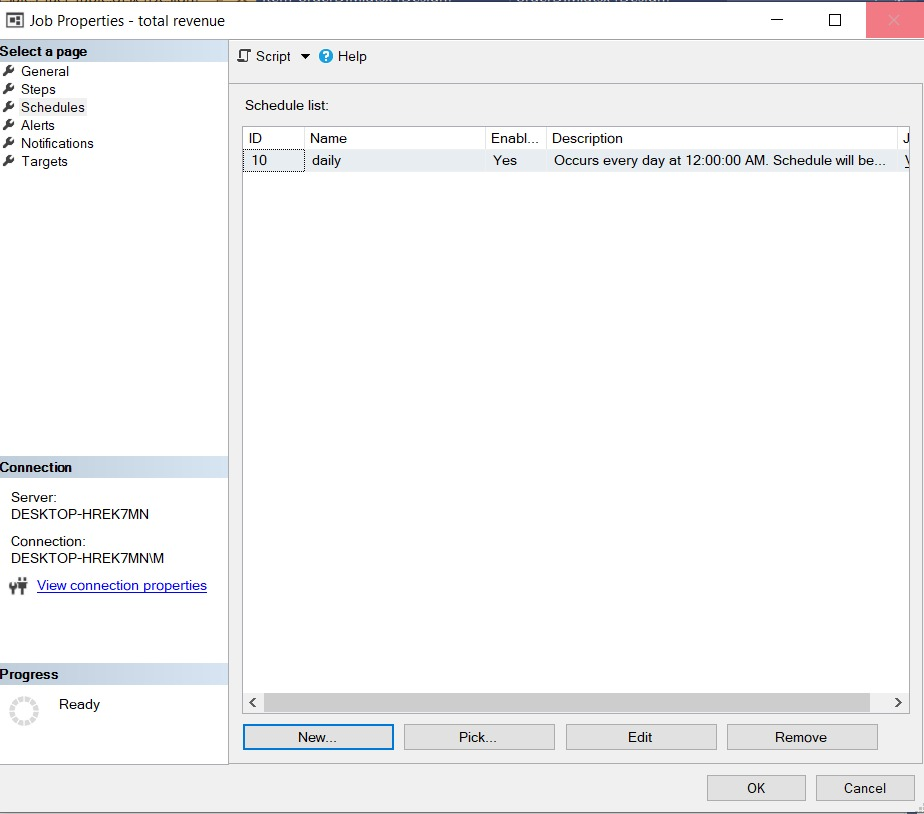 Job Properties - total revenue
Select a page
General
Steps
Schedules
Alerts
Notifications
Targets
Script
Help
Schedule list:
ID Name Enabl... Description
10 daily Yes Occurs every day at 12:00:00 AM. Schedule will be...
New... Pick... Edit Remove
Connection
Server:
DESKTOP-HREK7MN
Connection:
DESKTOP-HREK7MN\M
View connection properties
Progress
Ready
OK Cancel